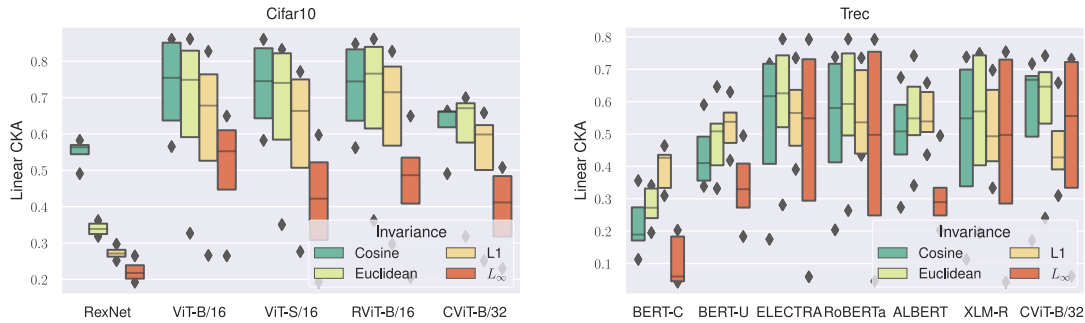 Cifar10
Linear CKA
0.8
0.7
0.6
0.5
0.4
0.3
0.2
RexNet ViT-B/16 ViT-S/16 RViT-B/16 CViT-B/32
Invariance
Cosine L1
Euclidean L∞
Trec
Linear CKA
0.8
0.7
0.6
0.5
0.4
0.3
0.2
0.1
BERT-C BERT-U ELECTRA RoBERTa ALBERT XLM-R CViT-B/32
Invariance
Cosine L1
Euclidean L∞